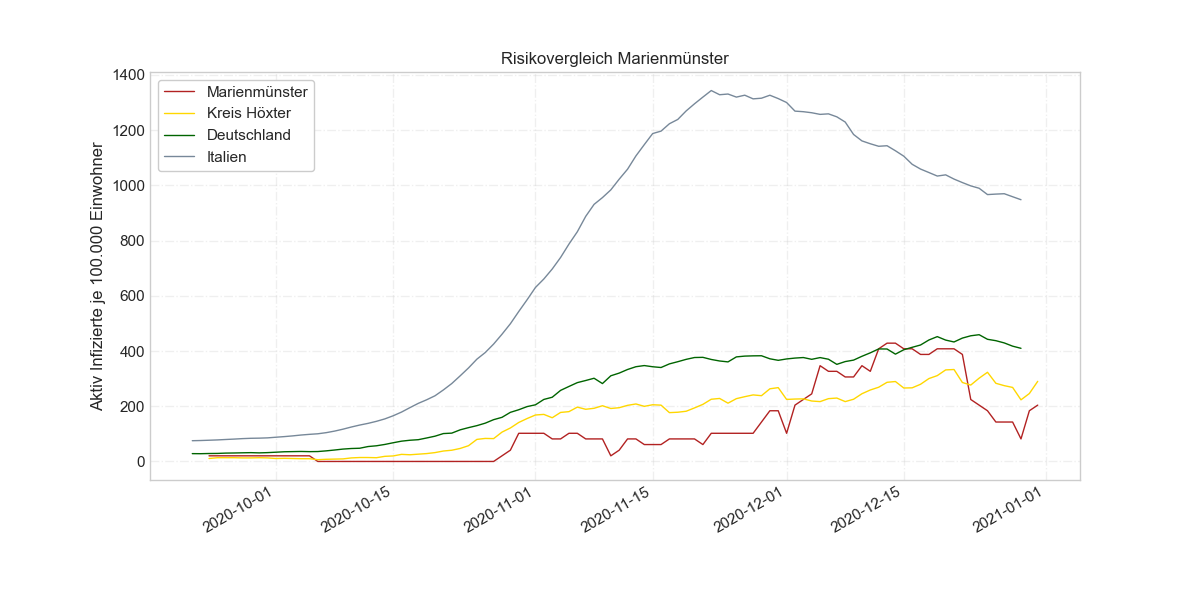 Risikovergleich Marienmünster
Aktiv Infizierte je 100.000 Einwohner
1400
1200
1000
800
600
400
200
0
Marienmünster
Kreis Höxter
Deutschland
Italien
2020-10-01
2020-10-15
2020-11-01
2020-11-15
2020-12-01
2020-12-15
2021-01-01